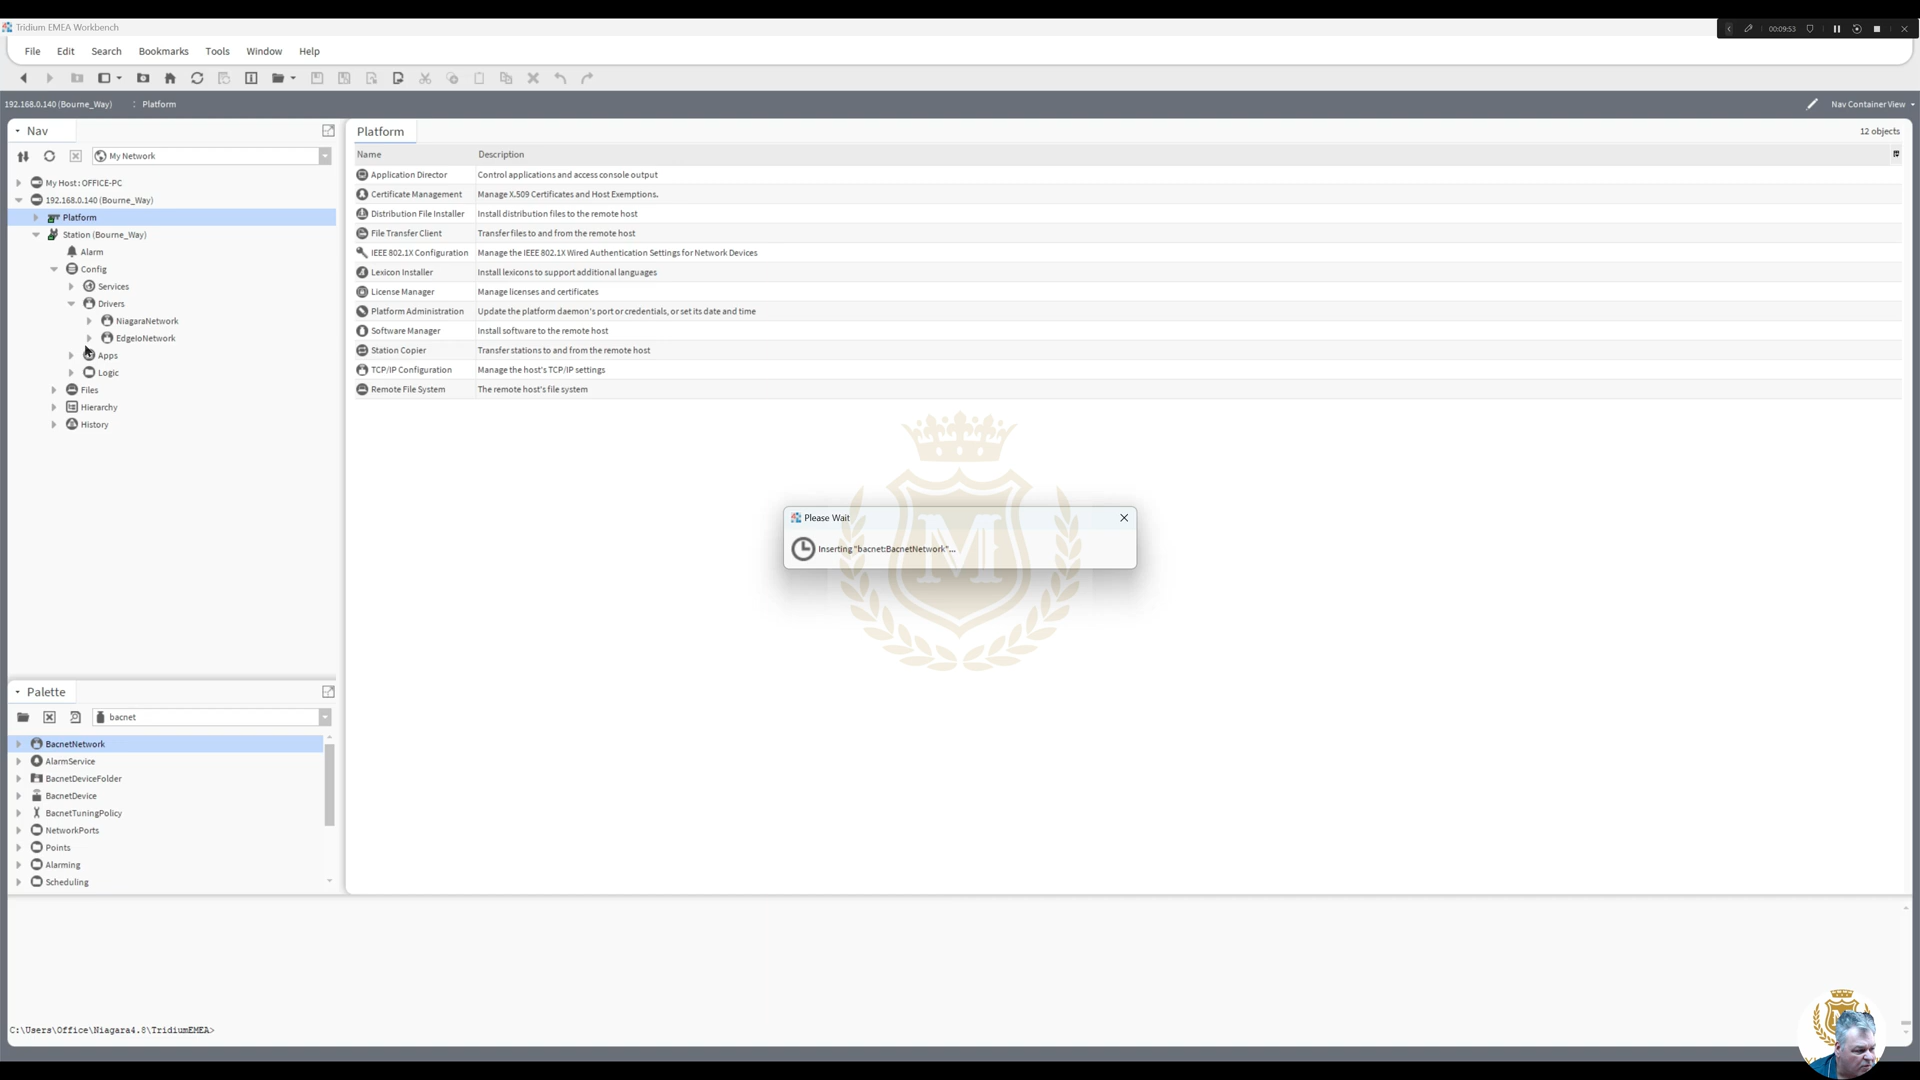 Tridium EMEA Workbench
00:09:53
File Edit Search Bookmarks Tools Window Help
192.168.0.140 (Bourne_Way) : Platform
Nav Container View
Nav
My Network
My Host : OFFICE-PC
192.168.0.140 (Bourne_Way)
Platform
Station (Bourne_Way)
Alarm
Config
Services
Drivers
NiagaraNetwork
EdgeIoNetwork
Apps
Logic
Files
Hierarchy
History
Platform
12 objects
Name Description
Application Director Control applications and access console output
Certificate Management Manage X.509 Certificates and Host Exemptions.
Distribution File Installer Install distribution files to the remote host
File Transfer Client Transfer files to and from the remote host
IEEE 802.1X Configuration Manage the IEEE 802.1X Wired Authentication Settings for Network Devices
Lexicon Installer Install lexicons to support additional languages
License Manager Manage licenses and certificates
Platform Administration Update the platform daemon's port or credentials, or set its date and time
Software Manager Install software to the remote host
Station Copier Transfer stations to and from the remote host
TCP/IP Configuration Manage the host's TCP/IP settings
Remote File System The remote host's file system
Please Wait
Inserting "bacnet:BacnetNetwork"...
M
Palette
bacnet
BacnetNetwork
AlarmService
BacnetDeviceFolder
BacnetDevice
BacnetTuningPolicy
NetworkPorts
Points
Alarming
Scheduling
C:\Users\Office\Niagara4.8\TridiumEMEA>